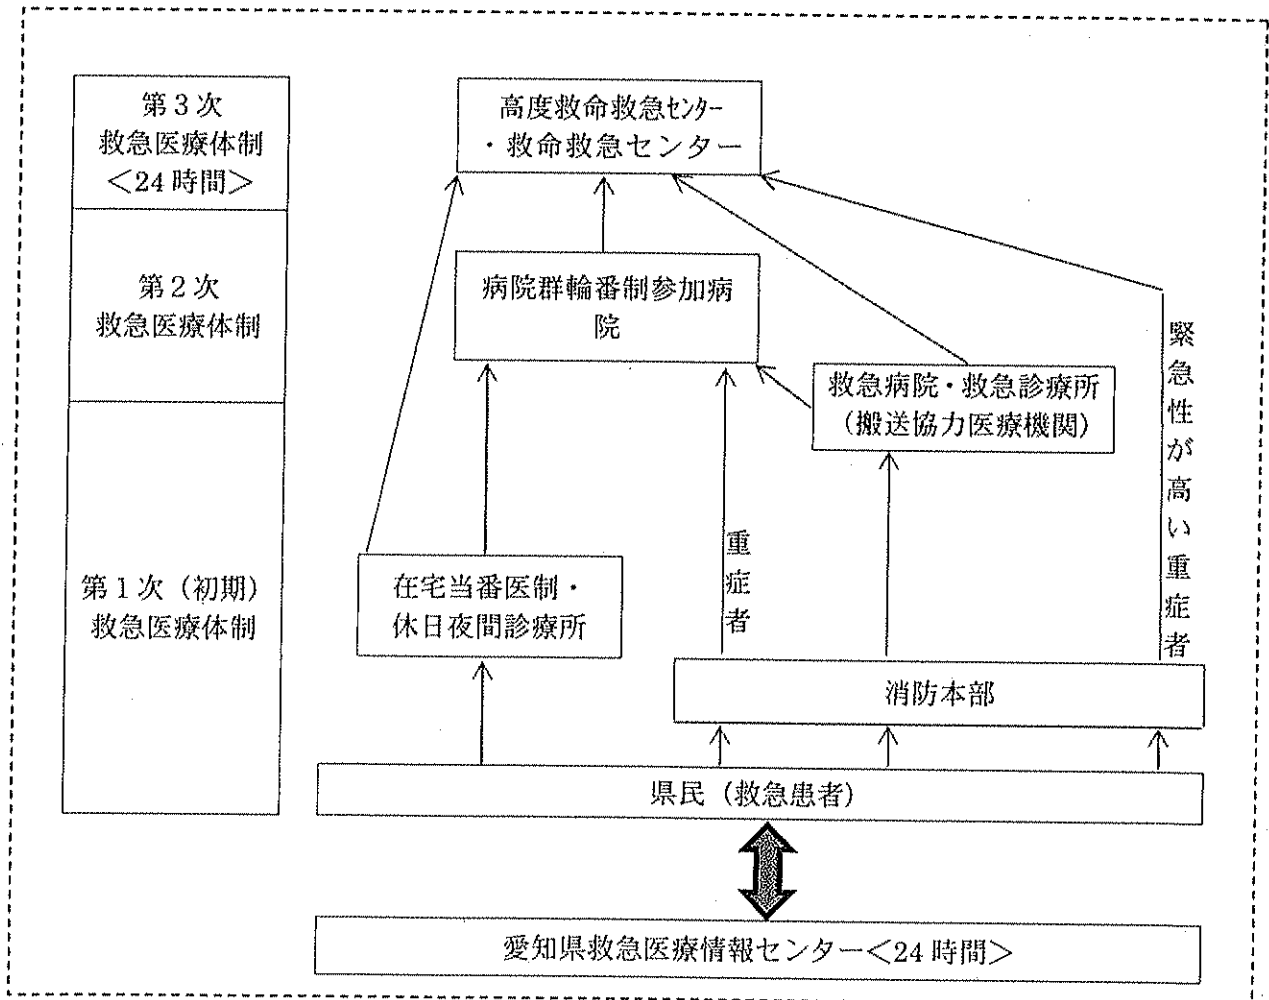 第3次
救急医療体制
＜24時間＞
高度救命救急ｾﾝﾀｰ
・救命救急センター
第2次
救急医療体制
病院群輪番制参加病
院
救急病院・救急診療所
（搬送協力医療機関）
緊急性が高い重症者
重症者
第1次（初期）
救急医療体制
在宅当番医制・
休日夜間診療所
消防本部
県民（救急患者）
愛知県救急医療情報センター＜24時間＞